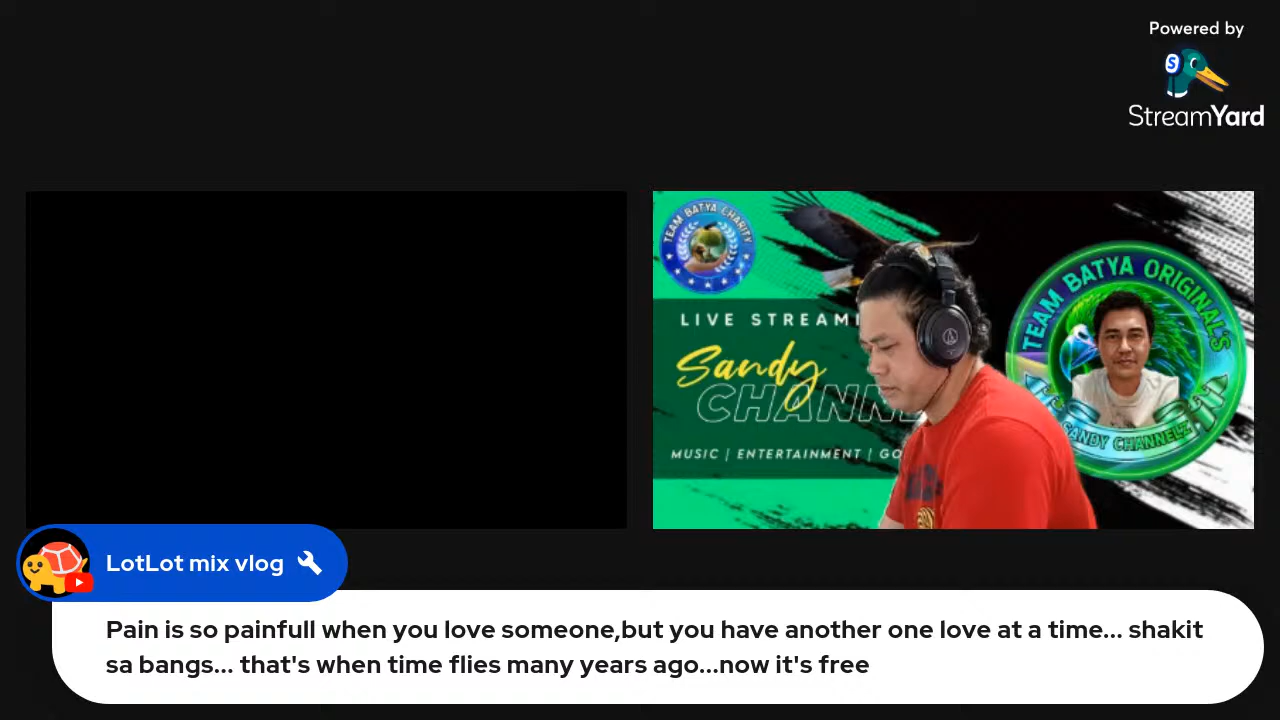 Powered by
S
StreamYard
TEAM BATYA CHARITY
LIVE STREAMI
Sandy
CHANNE
MUSIC | ENTERTAINMENT | GO
TEAM BATYA ORIGINAL'S
SANDY CHANNELZ
LotLot mix vlog
Pain is so painfull when you love someone,but you have another one love at a time... shakit
sa bangs... that's when time flies many years ago...now it's free